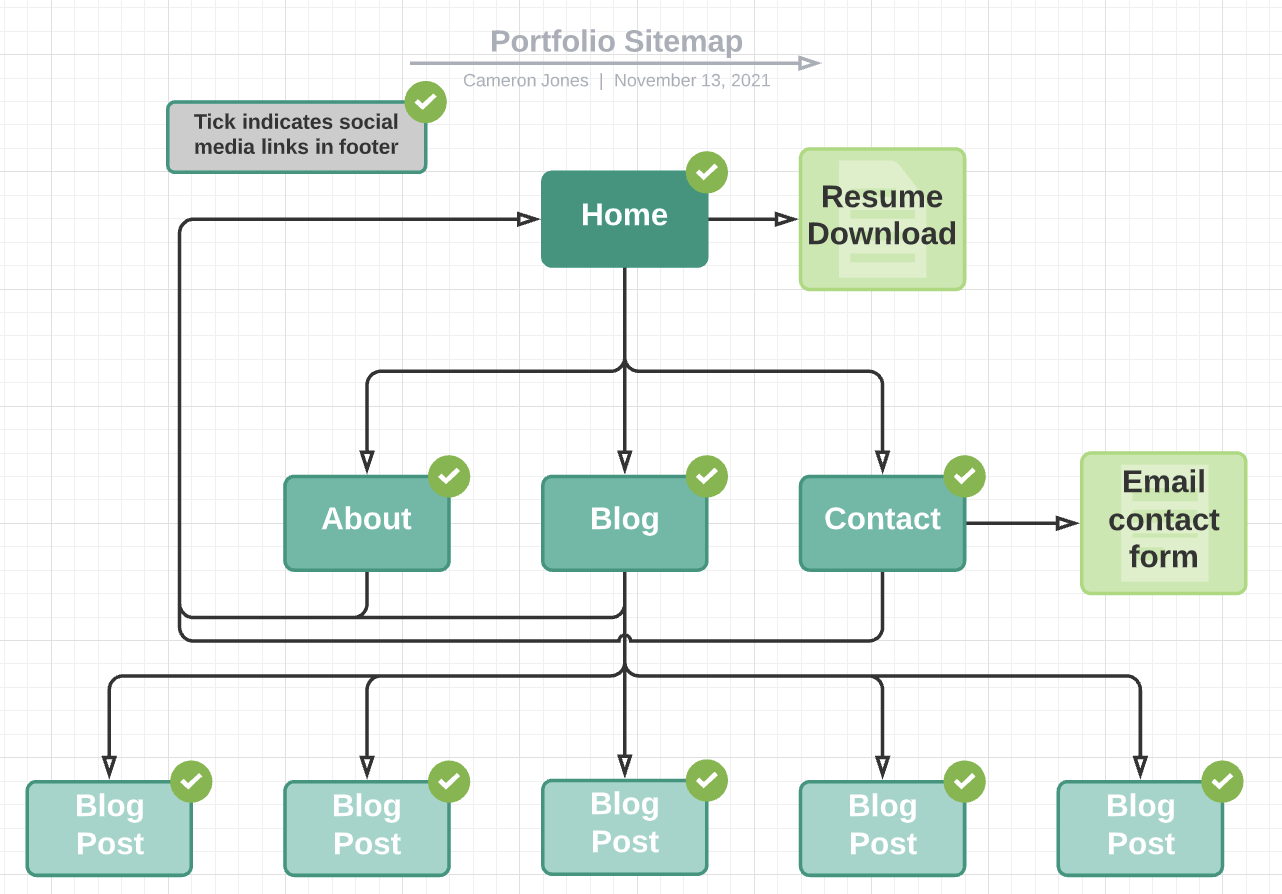 Portfolio Sitemap
Cameron Jones | November 13, 2021
Tick indicates social
media links in footer
Home
Resume
Download
About
Blog
Contact
Email
contact
form
Blog
Post
Blog
Post
Blog
Post
Blog
Post
Blog
Post